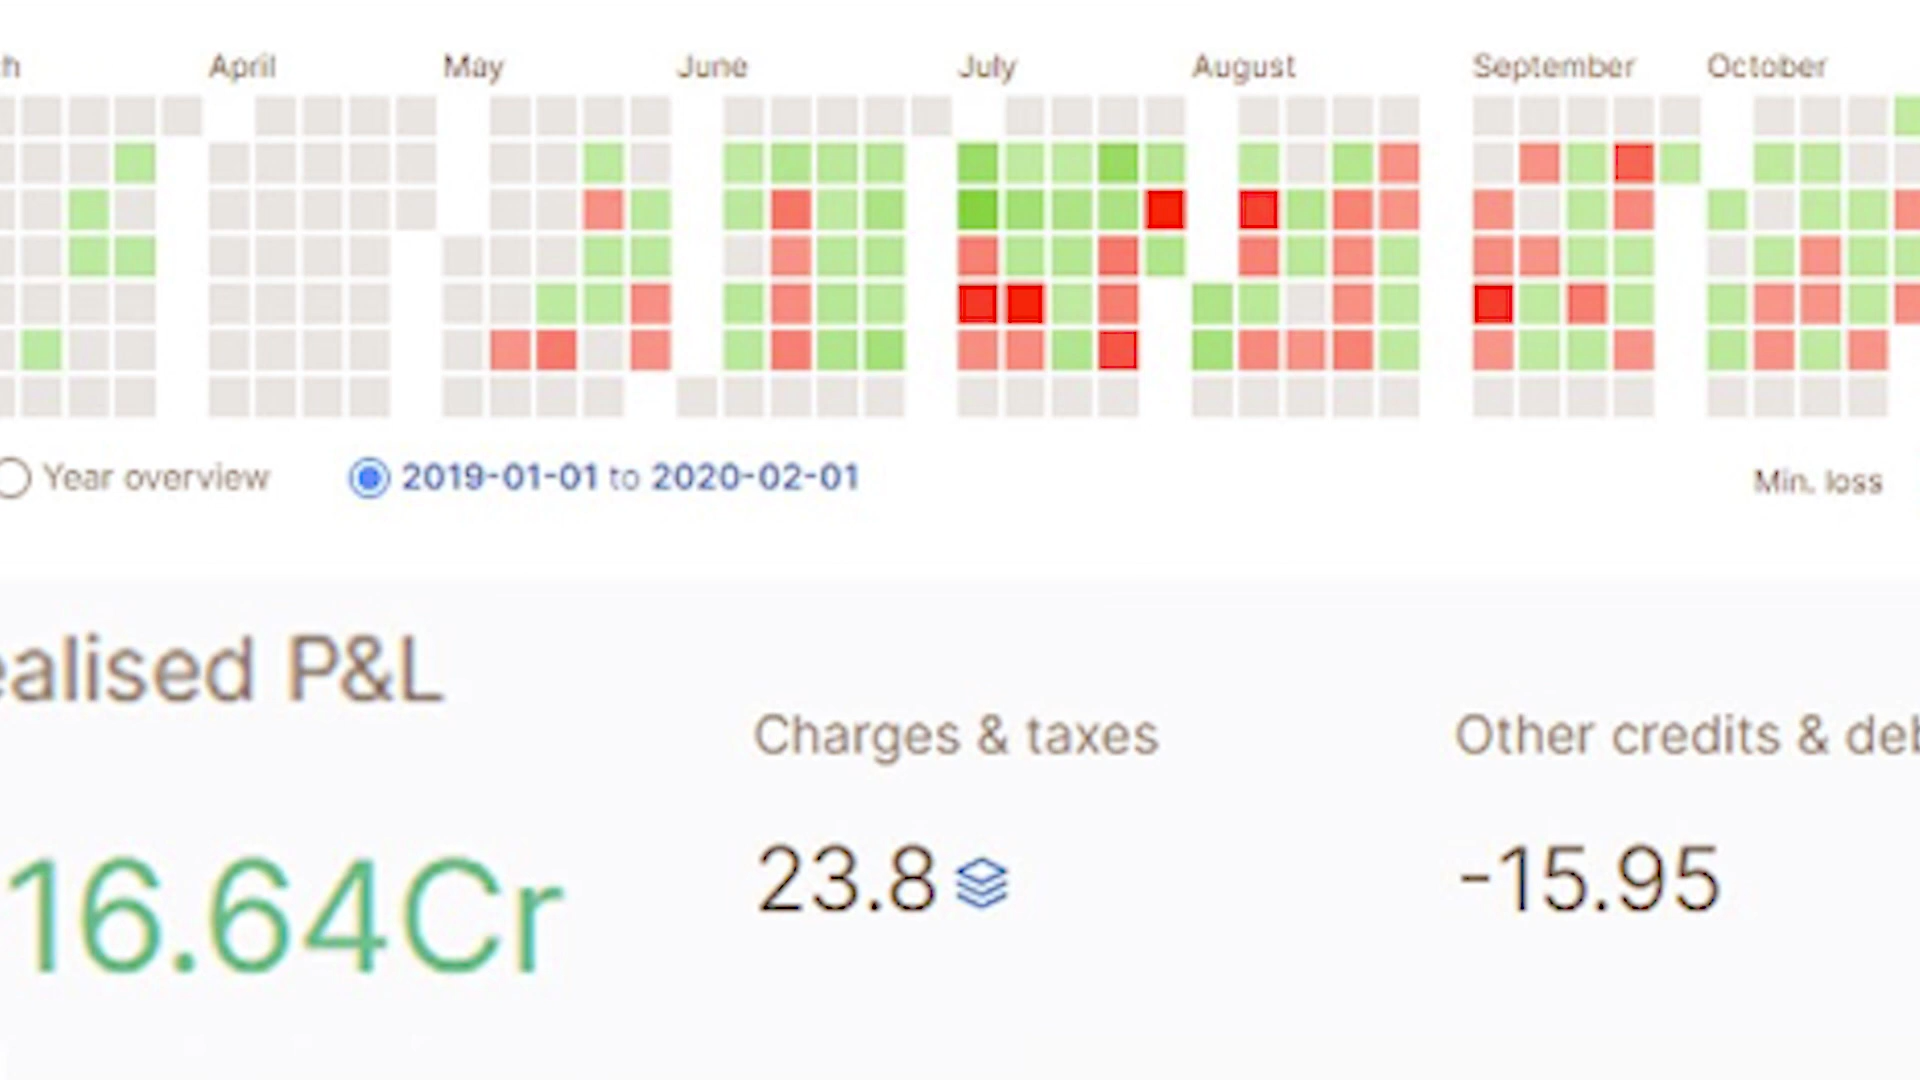 h April May June July August September October
Year overview 2019-01-01 to 2020-02-01 Min. loss
ealised P&L
Charges & taxes Other credits & deb
16.64Cr
23.8 -15.95